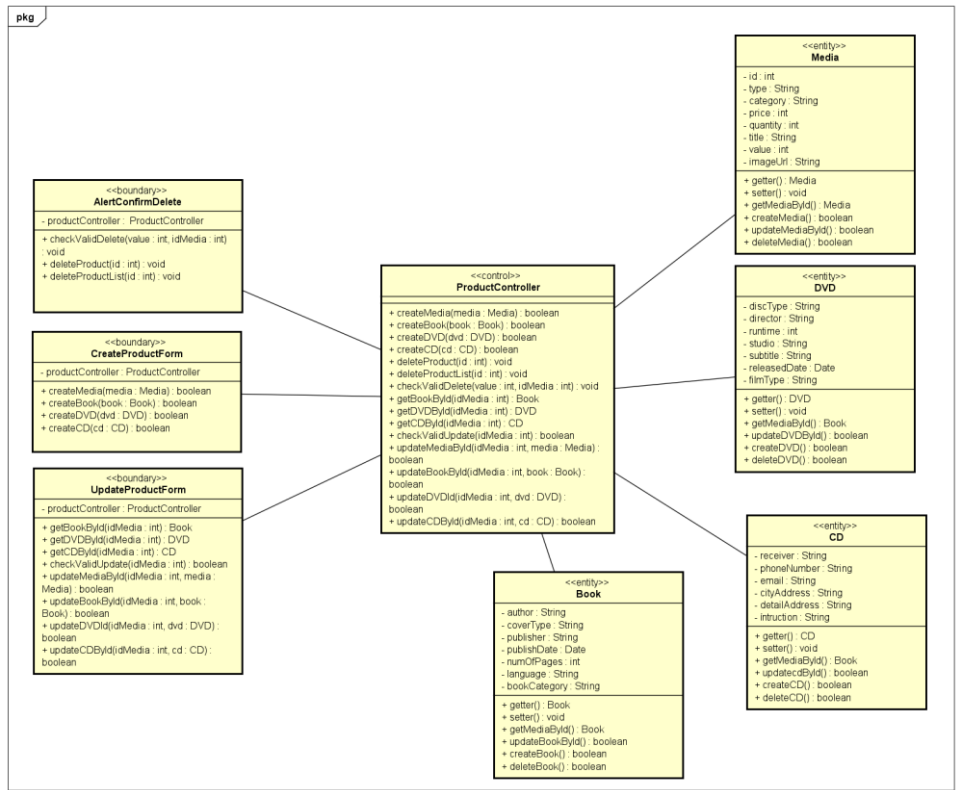 pkg
<<entity>>
Media
- id : int
- type : String
- category : String
- price : int
- quantity : int
- title : String
- value : int
- imageUrl : String
+ getter() : Media
+ setter() : void
+ getMediaById() : Media
+ createMedia() : boolean
+ updateMediaById() : boolean
+ deleteMedia() : boolean
<<boundary>>
AlertConfirmDelete
- productController : ProductController
+ checkValidDelete(value : int, idMedia : int)
: void
+ deleteProduct(id : int) : void
+ deleteProductList(id : int) : void
<<control>>
ProductController
+ createMedia(media : Media) : boolean
+ createBook(book : Book) : boolean
+ createDVD(dvd : DVD) : boolean
+ createCD(cd : CD) : boolean
+ deleteProduct(id : int) : void
+ deleteProductList(id : int) : void
+ checkValidDelete(value : int, idMedia : int) : void
+ getBookById(idMedia : int) : Book
+ getDVDById(idMedia : int) : DVD
+ getCDById(idMedia : int) : CD
+ checkValidUpdate(idMedia : int) : boolean
+ updateMediaById(idMedia : int, media : Media) :
boolean
+ updateBookById(idMedia : int, book : Book) :
boolean
+ updateDVDId(idMedia : int, dvd : DVD) :
boolean
+ updateCDById(idMedia : int, cd : CD) : boolean
<<entity>>
DVD
- discType : String
- director : String
- runtime : int
- studio : String
- subtitle : String
- releasedDate : Date
- filmType : String
+ getter() : DVD
+ setter() : void
+ getMediaById() : Book
+ updateDVDById() : boolean
+ createDVD() : boolean
+ deleteDVD() : boolean
<<boundary>>
CreateProductForm
- productController : ProductController
+ createMedia(media : Media) : boolean
+ createBook(book : Book) : boolean
+ createDVD(dvd : DVD) : boolean
+ createCD(cd : CD) : boolean
<<boundary>>
UpdateProductForm
- productController : ProductController
+ getBookById(idMedia : int) : Book
+ getDVDById(idMedia : int) : DVD
+ getCDById(idMedia : int) : CD
+ checkValidUpdate(idMedia : int) : boolean
+ updateMediaById(idMedia : int, media :
Media) : boolean
+ updateBookById(idMedia : int, book :
Book) : boolean
+ updateDVDId(idMedia : int, dvd : DVD) :
boolean
+ updateCDById(idMedia : int, cd : CD) :
boolean
<<entity>>
CD
- receiver : String
- phoneNumber : String
- email : String
- cityAddress : String
- detailAddress : String
- intruction : String
+ getter() : CD
+ setter() : void
+ getMediaById() : Book
+ updatecdById() : boolean
+ createCD() : boolean
+ deleteCD() : boolean
<<entity>>
Book
- author : String
- coverType : String
- publisher : String
- publishDate : Date
- numOfPages : int
- language : String
- bookCategory : String
+ getter() : Book
+ setter() : void
+ getMediaById() : Book
+ updateBookById() : boolean
+ createBook() : boolean
+ deleteBook() : boolean